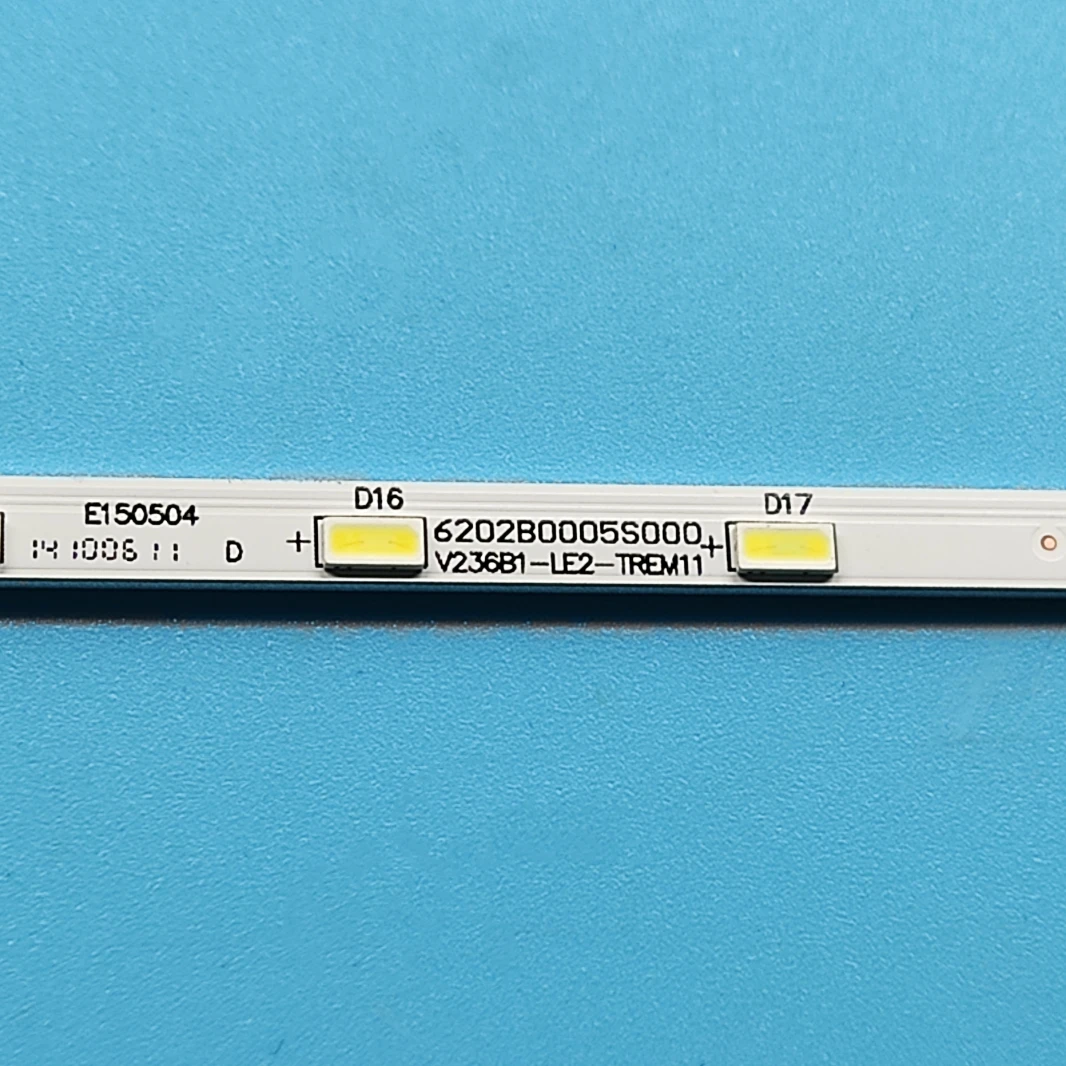 E150504
14100611 D
D16
+
6202B0005S000
V236B1-LE2-TREM11
D17
+